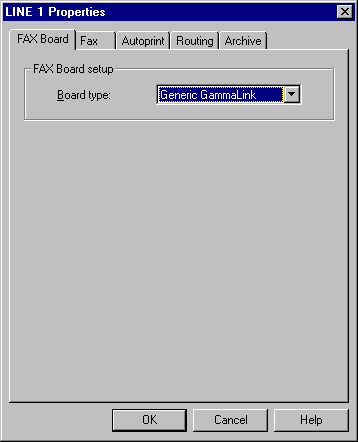 LINE 1 Properties
FAX Board Fax Autoprint Routing Archive
FAX Board setup
Board type: Generic GammaLink
OK Cancel Help